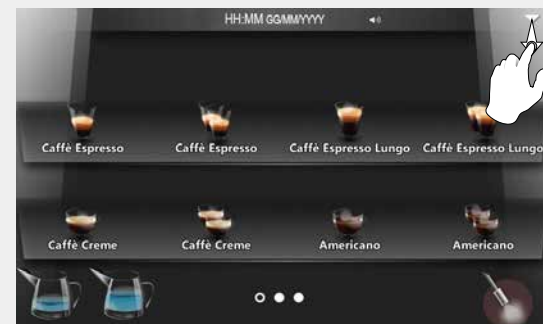 HH:MM GG/MM/YYYY
Caffè Espresso Caffè Espresso Caffè Espresso Lungo Caffè Espresso Lungo
Caffè Creme Caffè Creme Americano Americano